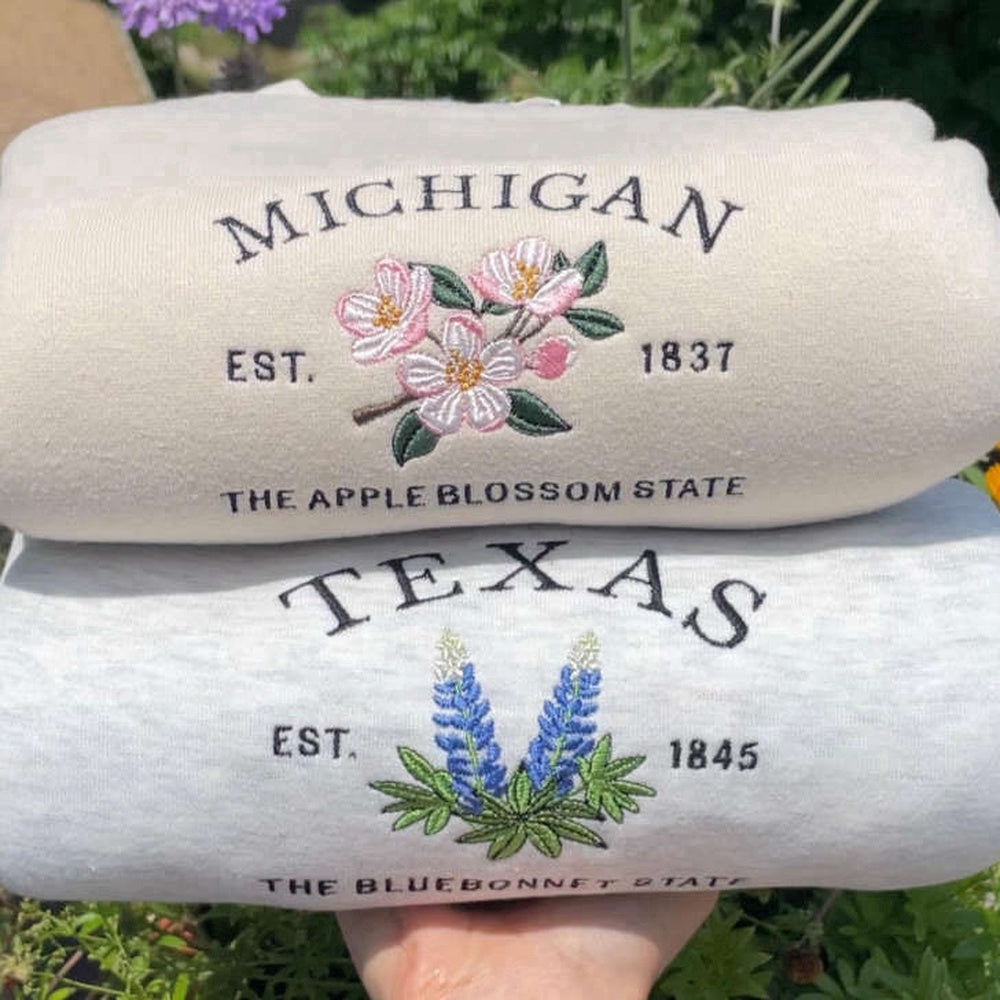 MICHIGAN
EST. 1837
THE APPLE BLOSSOM STATE
TEXAS
EST. 1845
THE BLUEBONNET STATE